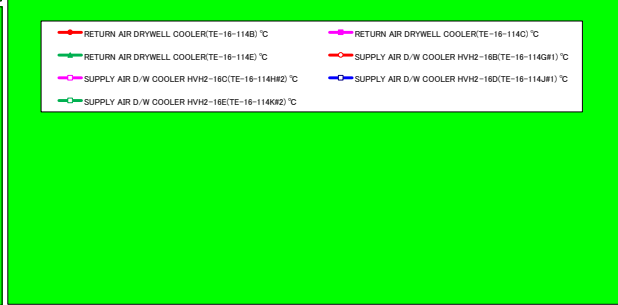 RETURN AIR DRYWELL COOLER(TE-16-114B) ℃
RETURN AIR DRYWELL COOLER(TE-16-114C) ℃
RETURN AIR DRYWELL COOLER(TE-16-114E) ℃
SUPPLY AIR D/W COOLER HVH2-16B(TE-16-114G#1) ℃
SUPPLY AIR D/W COOLER HVH2-16C(TE-16-114H#2) ℃
SUPPLY AIR D/W COOLER HVH2-16D(TE-16-114J#1) ℃
SUPPLY AIR D/W COOLER HVH2-16E(TE-16-114K#2) ℃